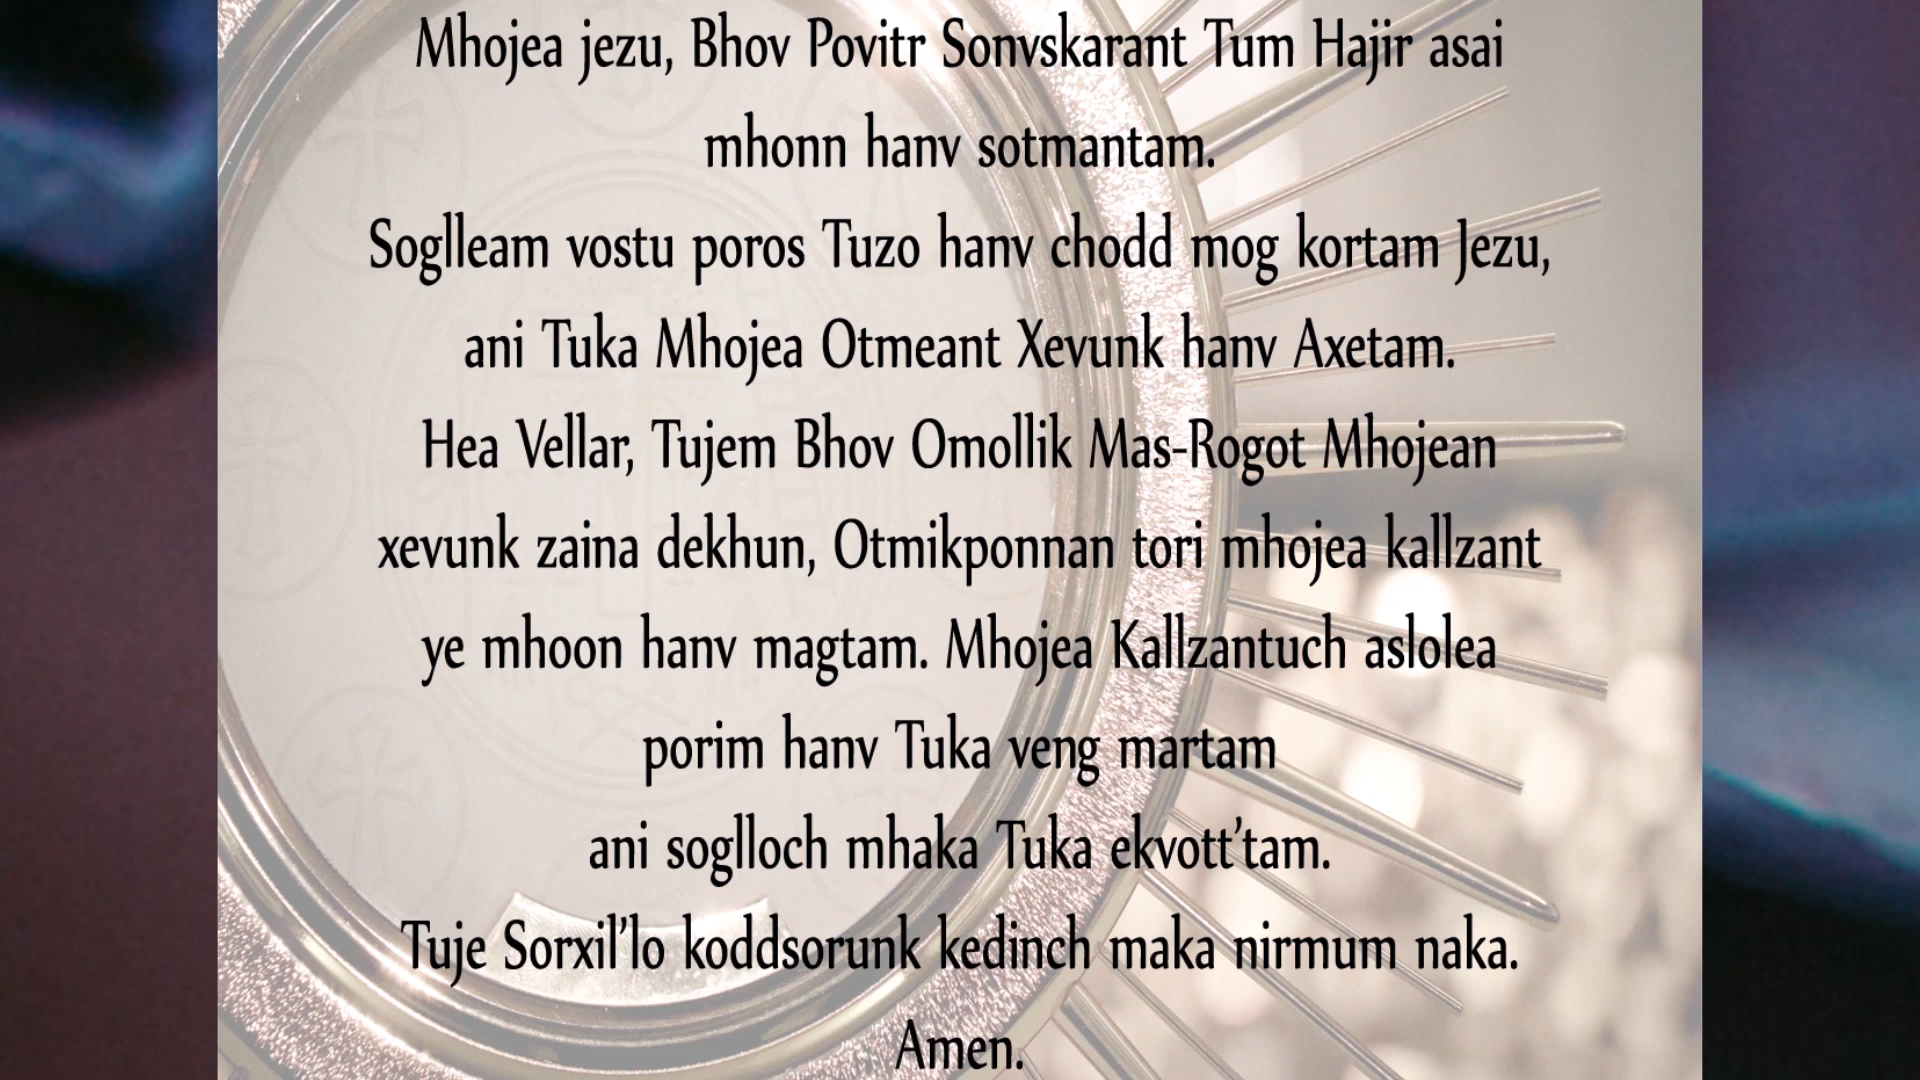 Mhojea jezu, Bhov Povitr Sonvskarant Tum Hajir asai
mhonn hanv sotmantam.
Soglleam vostu poros Tuzo hanv chodd mog kortam Jezu,
ani Tuka Mhojea Otmeant Xevunk hanv Axetam.
Hea Vellar, Tujem Bhov Omollik Mas-Rogot Mhojean
xevunk zaina dekhun, Otmikponnan tori mhojea kallzant
ye mhoon hanv magtam. Mhojea Kallzantuch aslolea
porim hanv Tuka veng martam
ani soglloch mhaka Tuka ekvott’tam.
Tuje Sorxil’lo koddsorunk kedinch maka nirmum naka.
Amen.